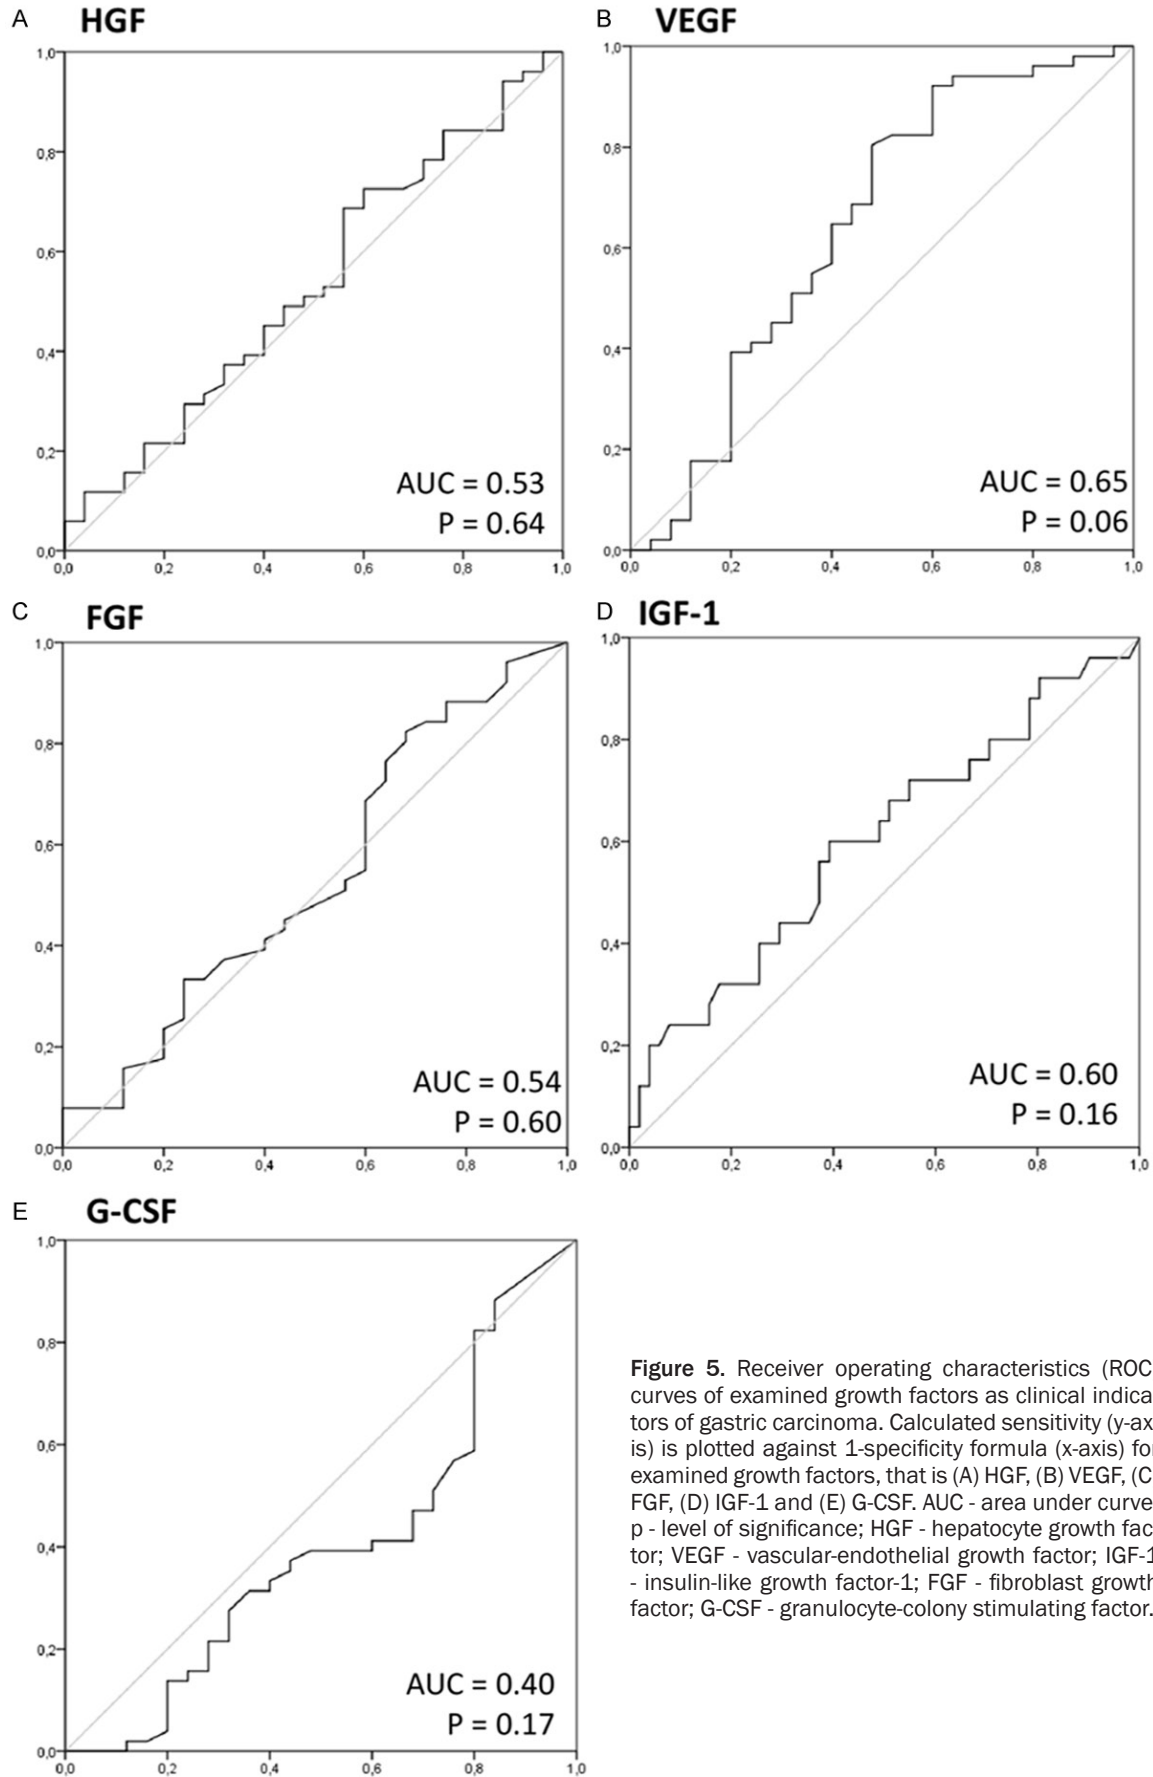 A
HGF
1,0
0,8
0,6
0,4
0,2
0,0
AUC = 0.53
P = 0.64
0,0 0,2 0,4 0,6 0,8 1,0
B
VEGF
1,0
0,8
0,6
0,4
0,2
0,0
AUC = 0.65
P = 0.06
0,0 0,2 0,4 0,6 0,8 1,0
C
FGF
1,0
0,8
0,6
0,4
0,2
0,0
AUC = 0.54
P = 0.60
0,0 0,2 0,4 0,6 0,8 1,0
D
IGF-1
1,0
0,8
0,6
0,4
0,2
0,0
AUC = 0.60
P = 0.16
0,0 0,2 0,4 0,6 0,8 1,0
E
G-CSF
1,0
0,8
0,6
0,4
0,2
0,0
AUC = 0.40
P = 0.17
0,0 0,2 0,4 0,6 0,8 1,0
Figure 5. Receiver operating characteristics (ROC
curves of examined growth factors as clinical indica
tors of gastric carcinoma. Calculated sensitivity (y-ax
is) is plotted against 1-specificity formula (x-axis) for
examined growth factors, that is (A) HGF, (B) VEGF, (C
FGF, (D) IGF-1 and (E) G-CSF. AUC - area under curve
p - level of significance; HGF - hepatocyte growth fac
tor; VEGF - vascular-endothelial growth factor; IGF-1
- insulin-like growth factor-1; FGF - fibroblast growth
factor; G-CSF - granulocyte-colony stimulating factor.